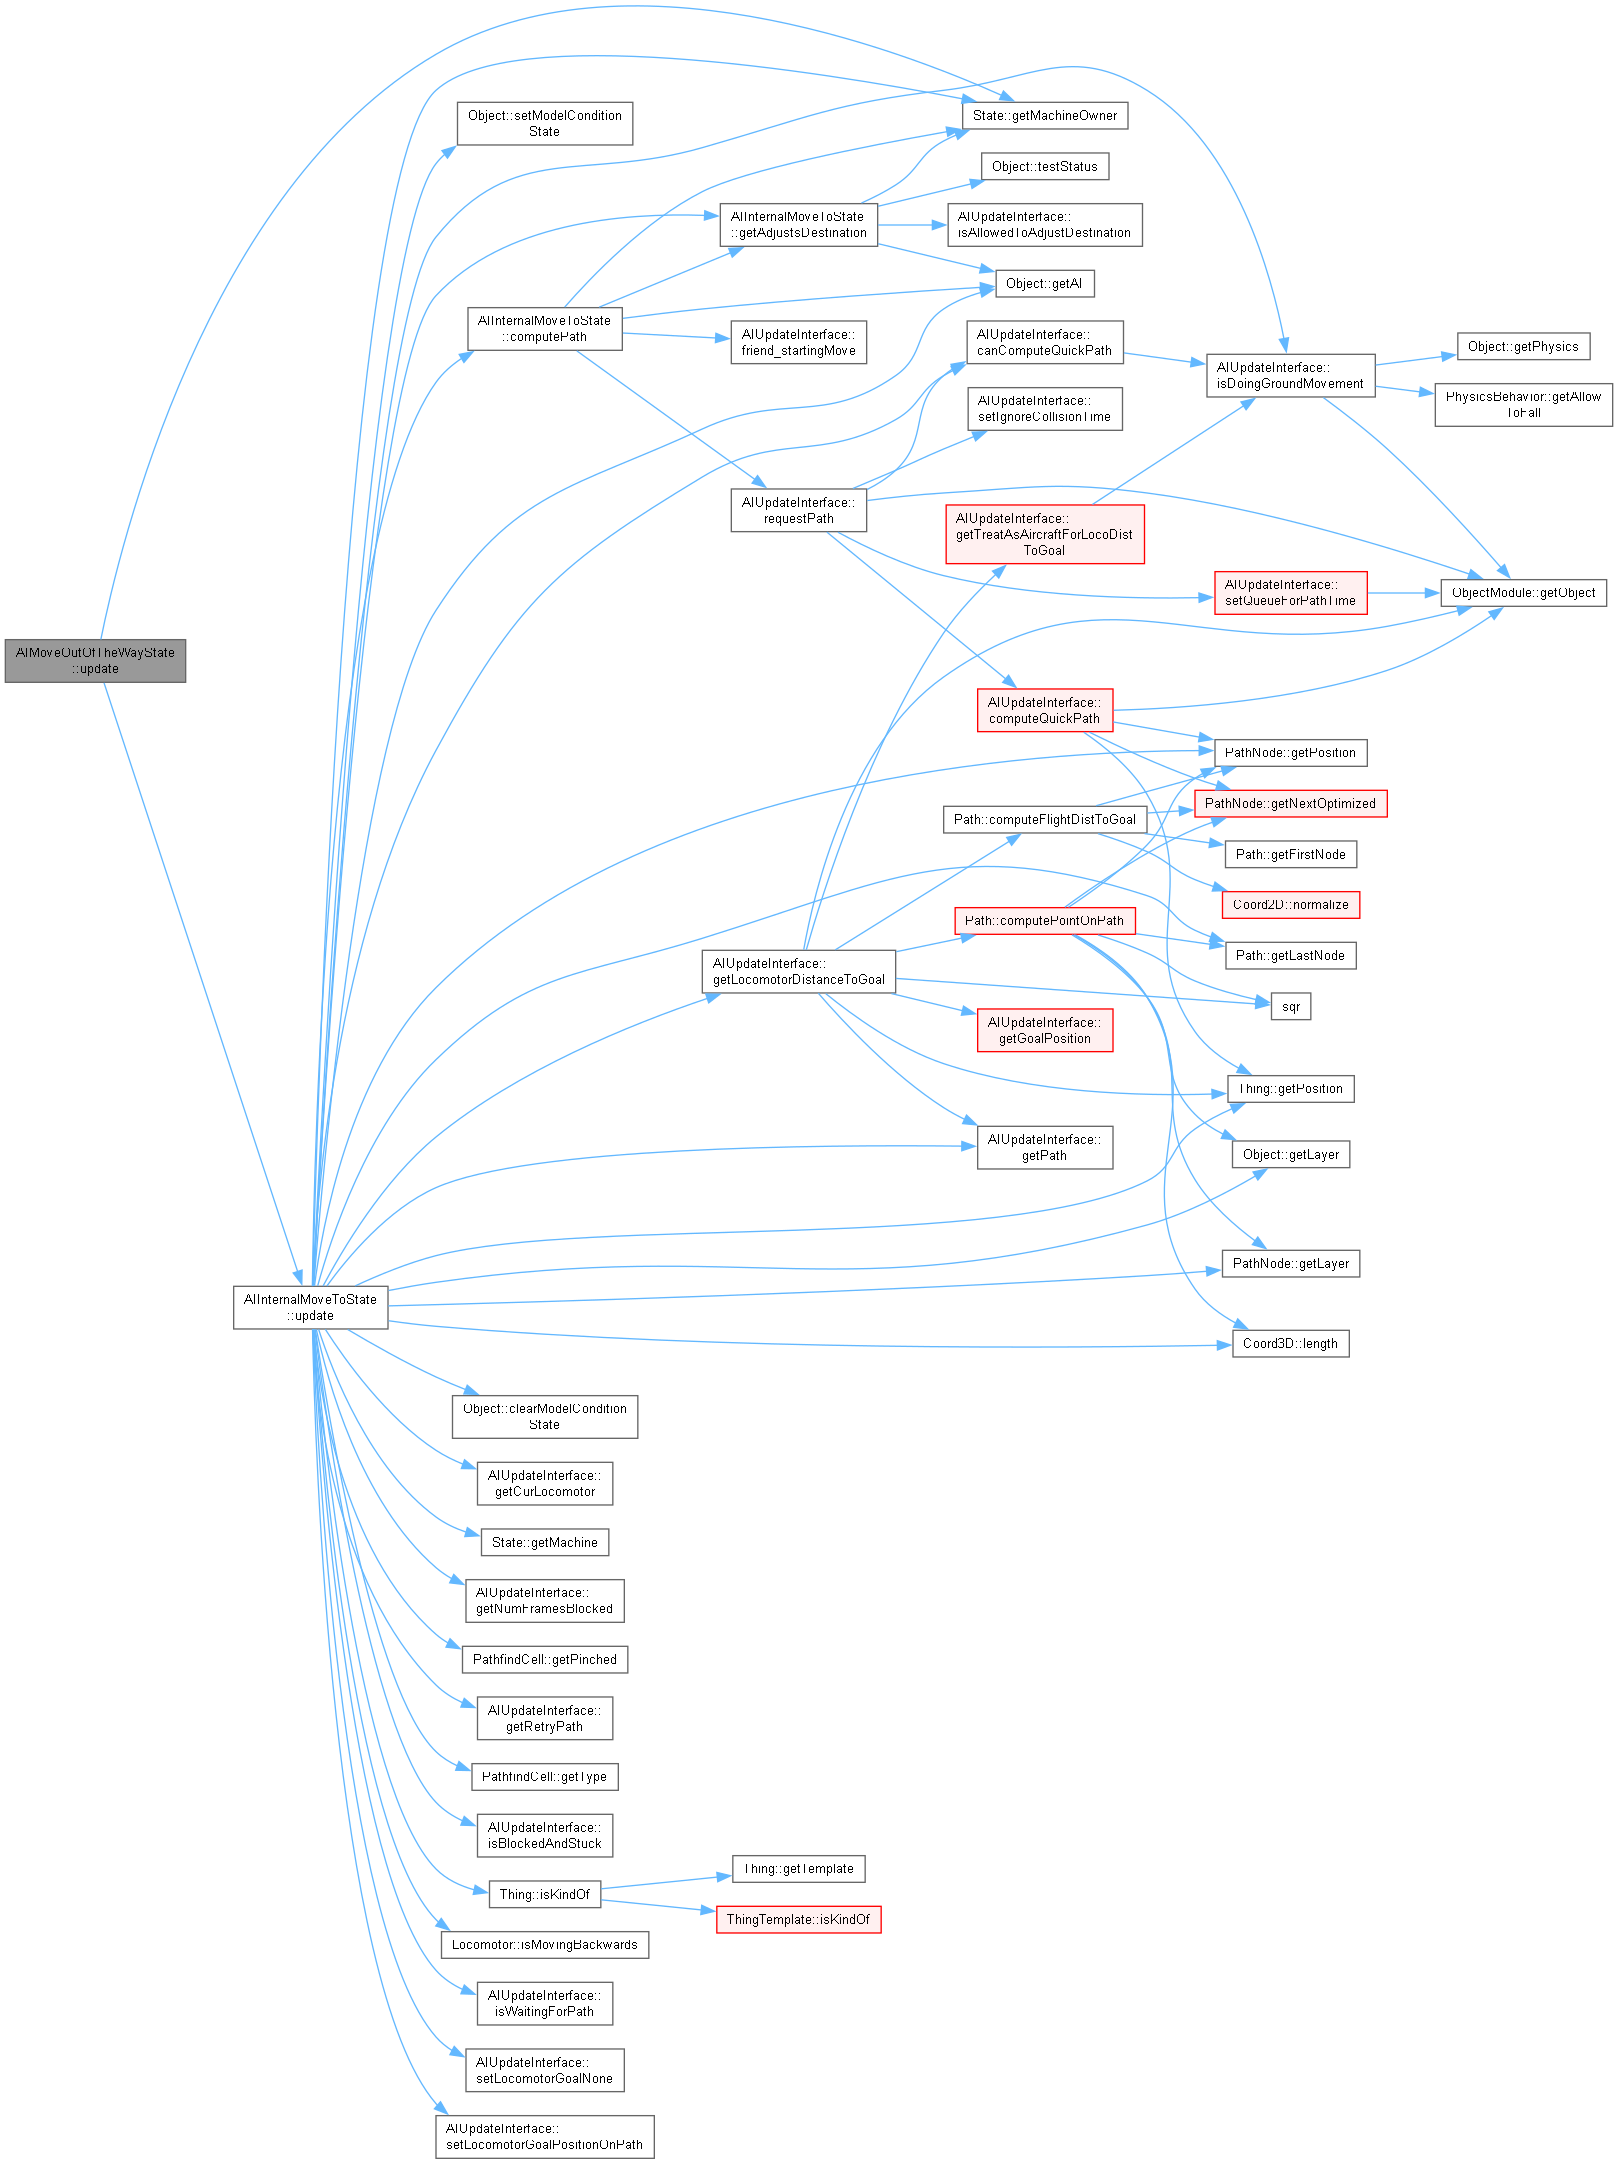 Object::setModelCondition
State
State::getMachineOwner
Object::testStatus
AIInternalMoveToState
::getAdjustsDestination
AIUpdateInterface::
isAllowedToAdjustDestination
Object::getAI
AIInternalMoveToState
::computePath
AIUpdateInterface::
friend_startingMove
AIUpdateInterface::
canComputeQuickPath
AIUpdateInterface::
isDoingGroundMovement
Object::getPhysics
PhysicsBehavior::getAllow
ToFall
AIUpdateInterface::
setIgnoreCollisionTime
AIUpdateInterface::
requestPath
AIUpdateInterface::
getTreatAsAircraftForLocoDist
ToGoal
AIUpdateInterface::
setQueueForPathTime
ObjectModule::getObject
AIMoveOutOfTheWayState
::update
AIUpdateInterface::
computeQuickPath
PathNode::getPosition
PathNode::getNextOptimized
Path::computeFlightDistToGoal
Path::getFirstNode
Coord2D::normalize
Path::computePointOnPath
Path::getLastNode
AIUpdateInterface::
getLocomotorDistanceToGoal
sqr
AIUpdateInterface::
getGoalPosition
Thing::getPosition
AIUpdateInterface::
getPath
Object::getLayer
PathNode::getLayer
AIInternalMoveToState
::update
Coord3D::length
Object::clearModelCondition
State
AIUpdateInterface::
getCurLocomotor
State::getMachine
AIUpdateInterface::
getNumFramesBlocked
PathfindCell::getPinched
AIUpdateInterface::
getRetryPath
PathfindCell::getType
AIUpdateInterface::
isBlockedAndStuck
Thing::getTemplate
Thing::isKindOf
ThingTemplate::isKindOf
Locomotor::isMovingBackwards
AIUpdateInterface::
isWaitingForPath
AIUpdateInterface::
setLocomotorGoalNone
AIUpdateInterface::
setLocomotorGoalPositionOnPath